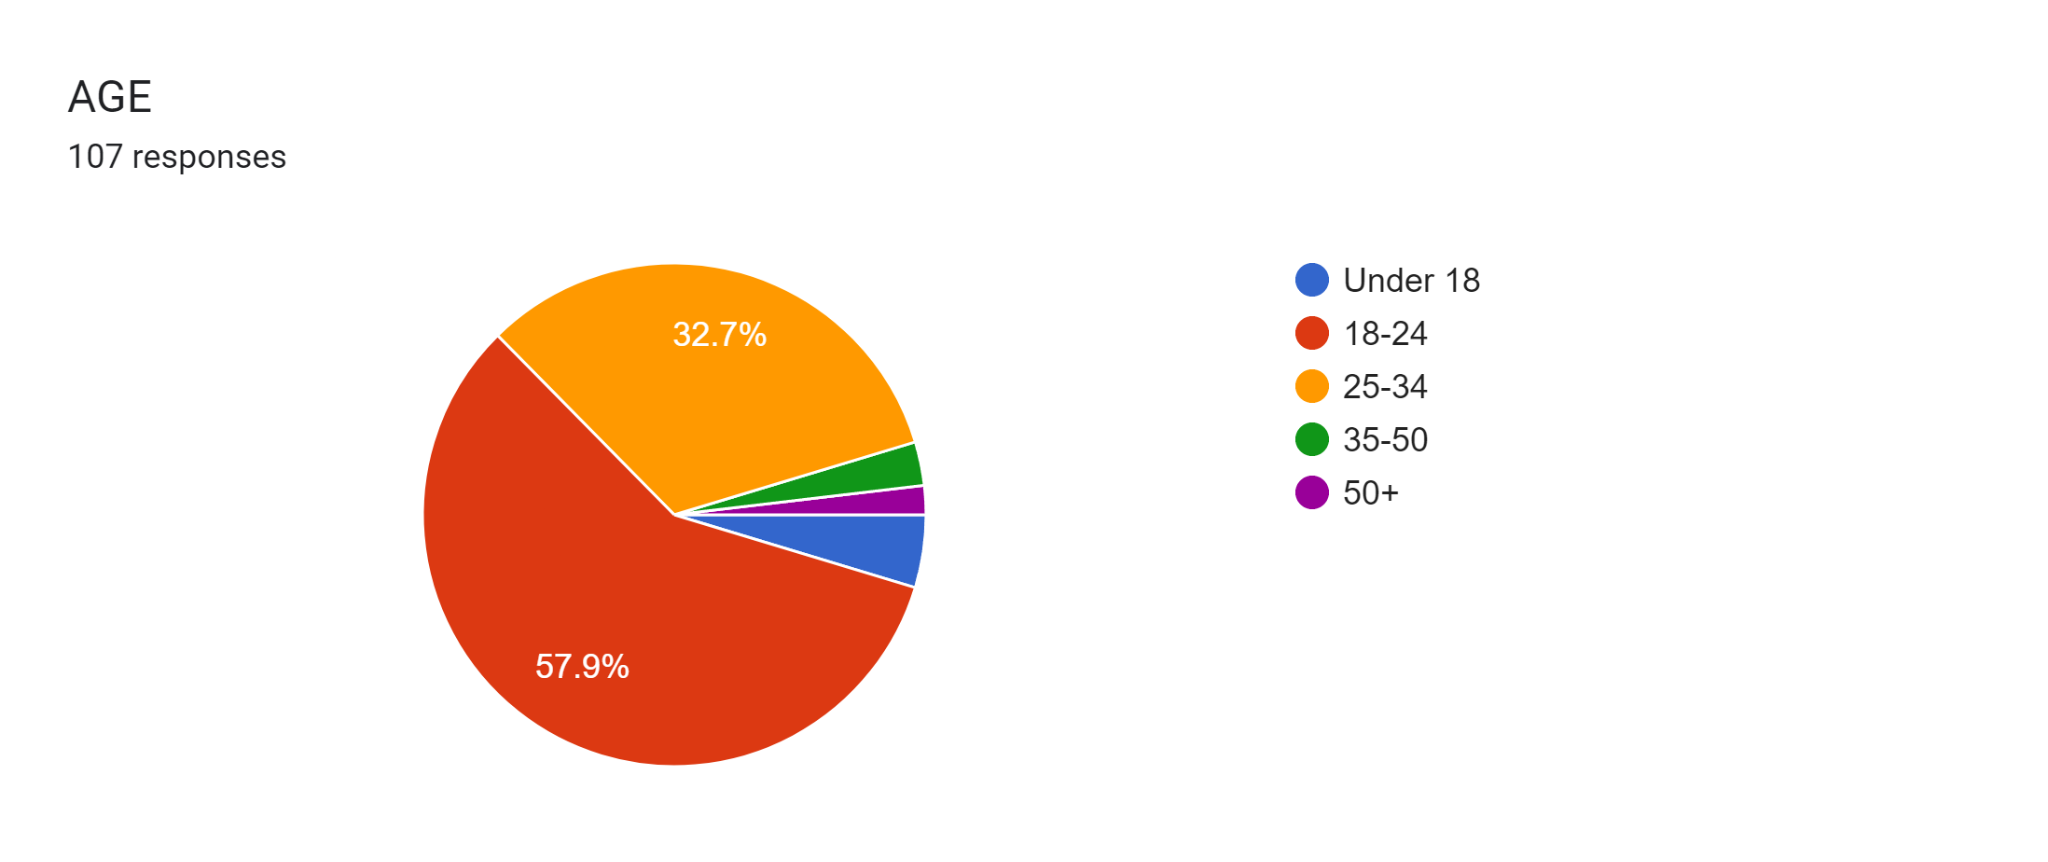 AGE
107 responses
32.7%
57.9%
Under 18
18-24
25-34
35-50
50+